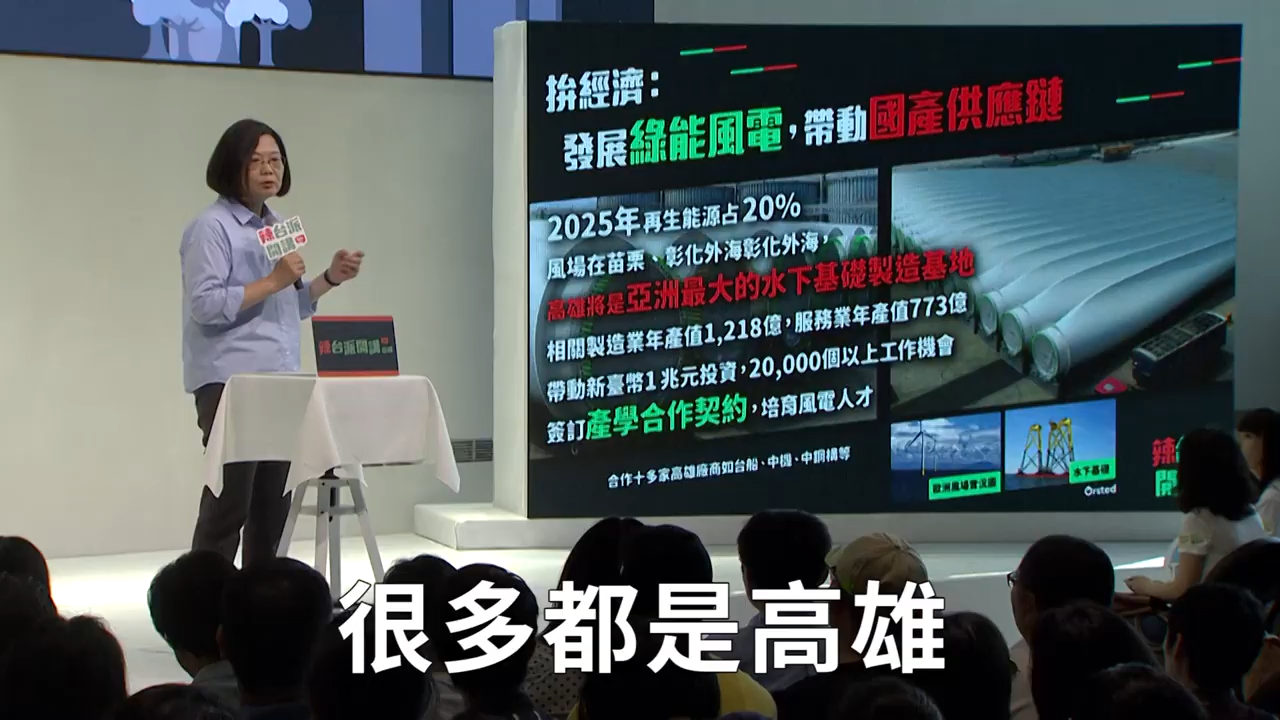 拚經濟：
發展綠能風電，帶動國產供應鏈
2025年再生能源占20%
風場在苗栗、彰化外海彰化外海，
高雄將是亞洲最大的水下基礎製造基地
相關製造業年產值1,218億，服務業年產值773億
帶動新臺幣1兆元投資，20,000個以上工作機會
簽訂產學合作契約，培育風電人才
合作十多家高雄廠商如台船、中機、中鋼構等
歐洲風場實況圖
水下基礎
Ørsted
辣台派
開講
辣台派開講
辣
開
很多都是高雄